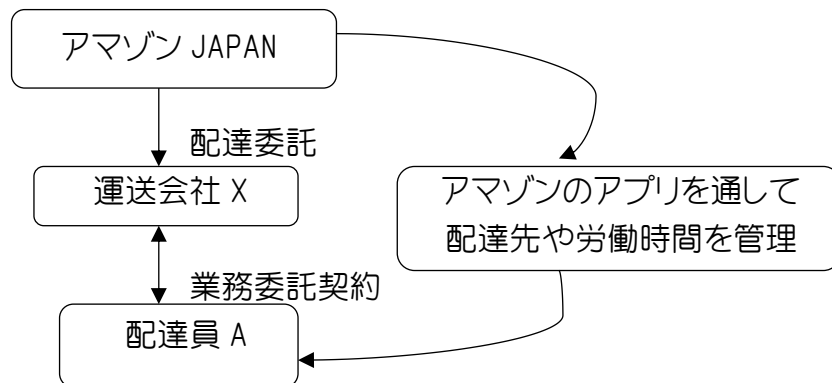 アマゾン JAPAN
配達委託
運送会社 X
アマゾンのアプリを通して
配達先や労働時間を管理
業務委託契約
配達員 A